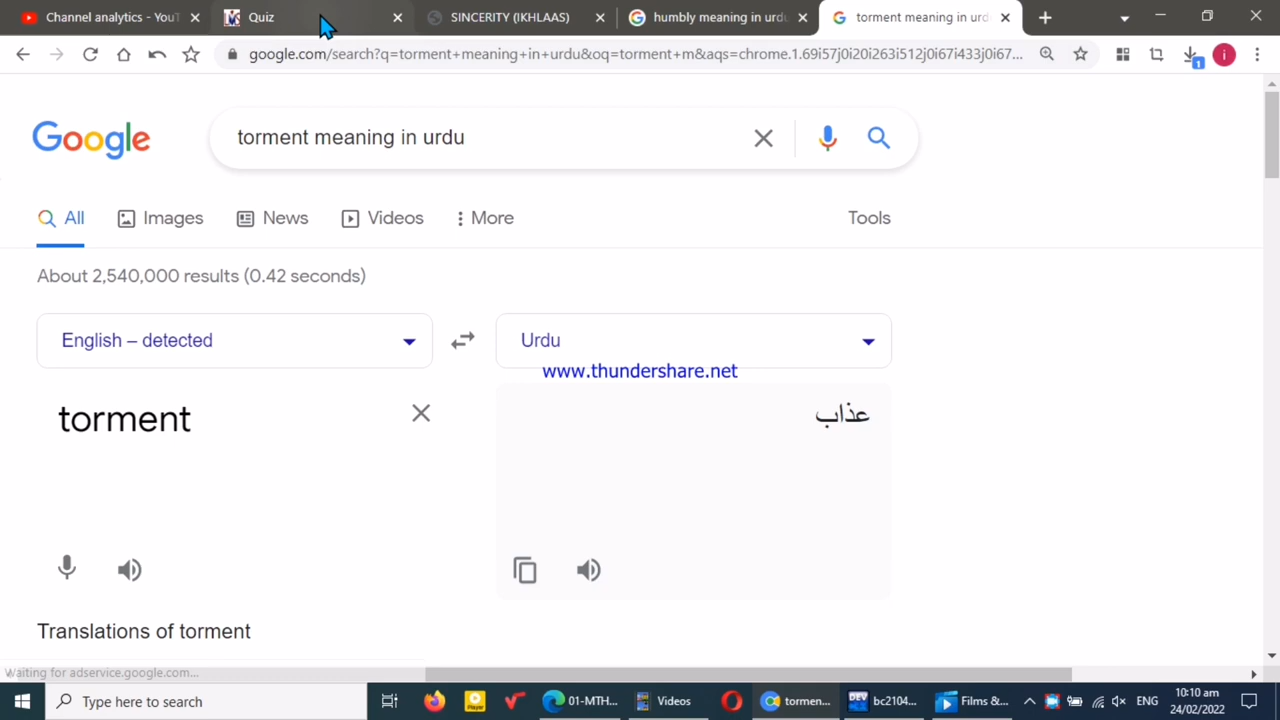 Channel analytics - YouT
Quiz
SINCERITY (IKHLAAS)
humbly meaning in urdu
torment meaning in urd
google.com/search?q=torment+meaning+in+urdu&oq=torment+m&aqs=chrome.1.69i57j0i20i263i512j0i67i433j0i67...
1
i
Google
torment meaning in urdu
All
Images
News
Videos
More
Tools
About 2,540,000 results (0.42 seconds)
English – detected
Urdu
www.thundershare.net
torment
عذاب
Translations of torment
Waiting for adservice.google.com...
Type here to search
Player
01-MTH...
Videos
tormen...
DEV
bc2104...
Films &...
ENG
10:10 am
24/02/2022